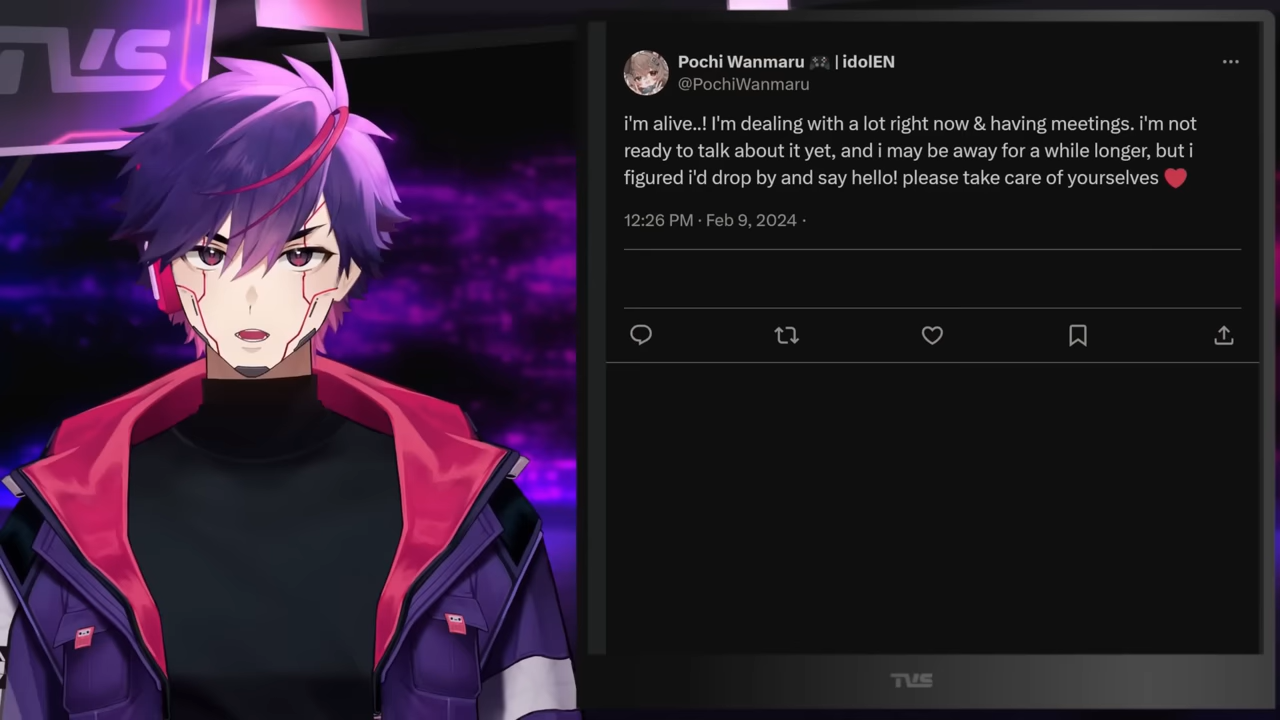 TVS
Pochi Wanmaru 🎮 | idolEN
@PochiWanmaru
i'm alive..! I'm dealing with a lot right now & having meetings. i'm not
ready to talk about it yet, and i may be away for a while longer, but i
figured i'd drop by and say hello! please take care of yourselves ❤️
12:26 PM · Feb 9, 2024 ·
TVS